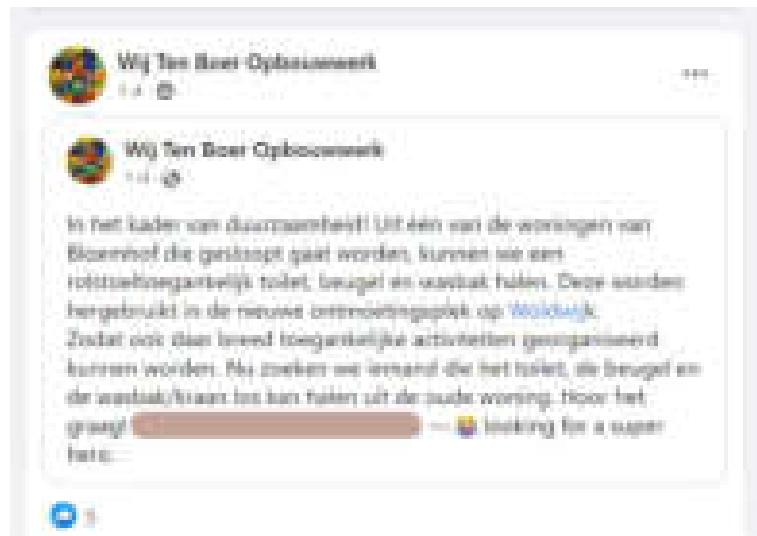 Wij Ten Boer Opbouwwerk
1 d
Wij Ten Boer Opbouwwerk
1 d
In het kader van duurzaamheid! Uit één van de woningen van
Bloemhof die gesloopt gaat worden, kunnen we een
rolstoeltoegankelijk toilet, beugel en wasbak halen. Deze worden
hergebruikt in de nieuwe ontmoetingsplek op Woldwijk.
Zodat ook daar breed toegankelijke activiteiten georganiseerd
kunnen worden. Nu zoeken we iemand die het toilet, de beugel en
de wasbak/kraan los kan halen uit de oude woning. Hoor het
graag! — looking for a super
hero.
5